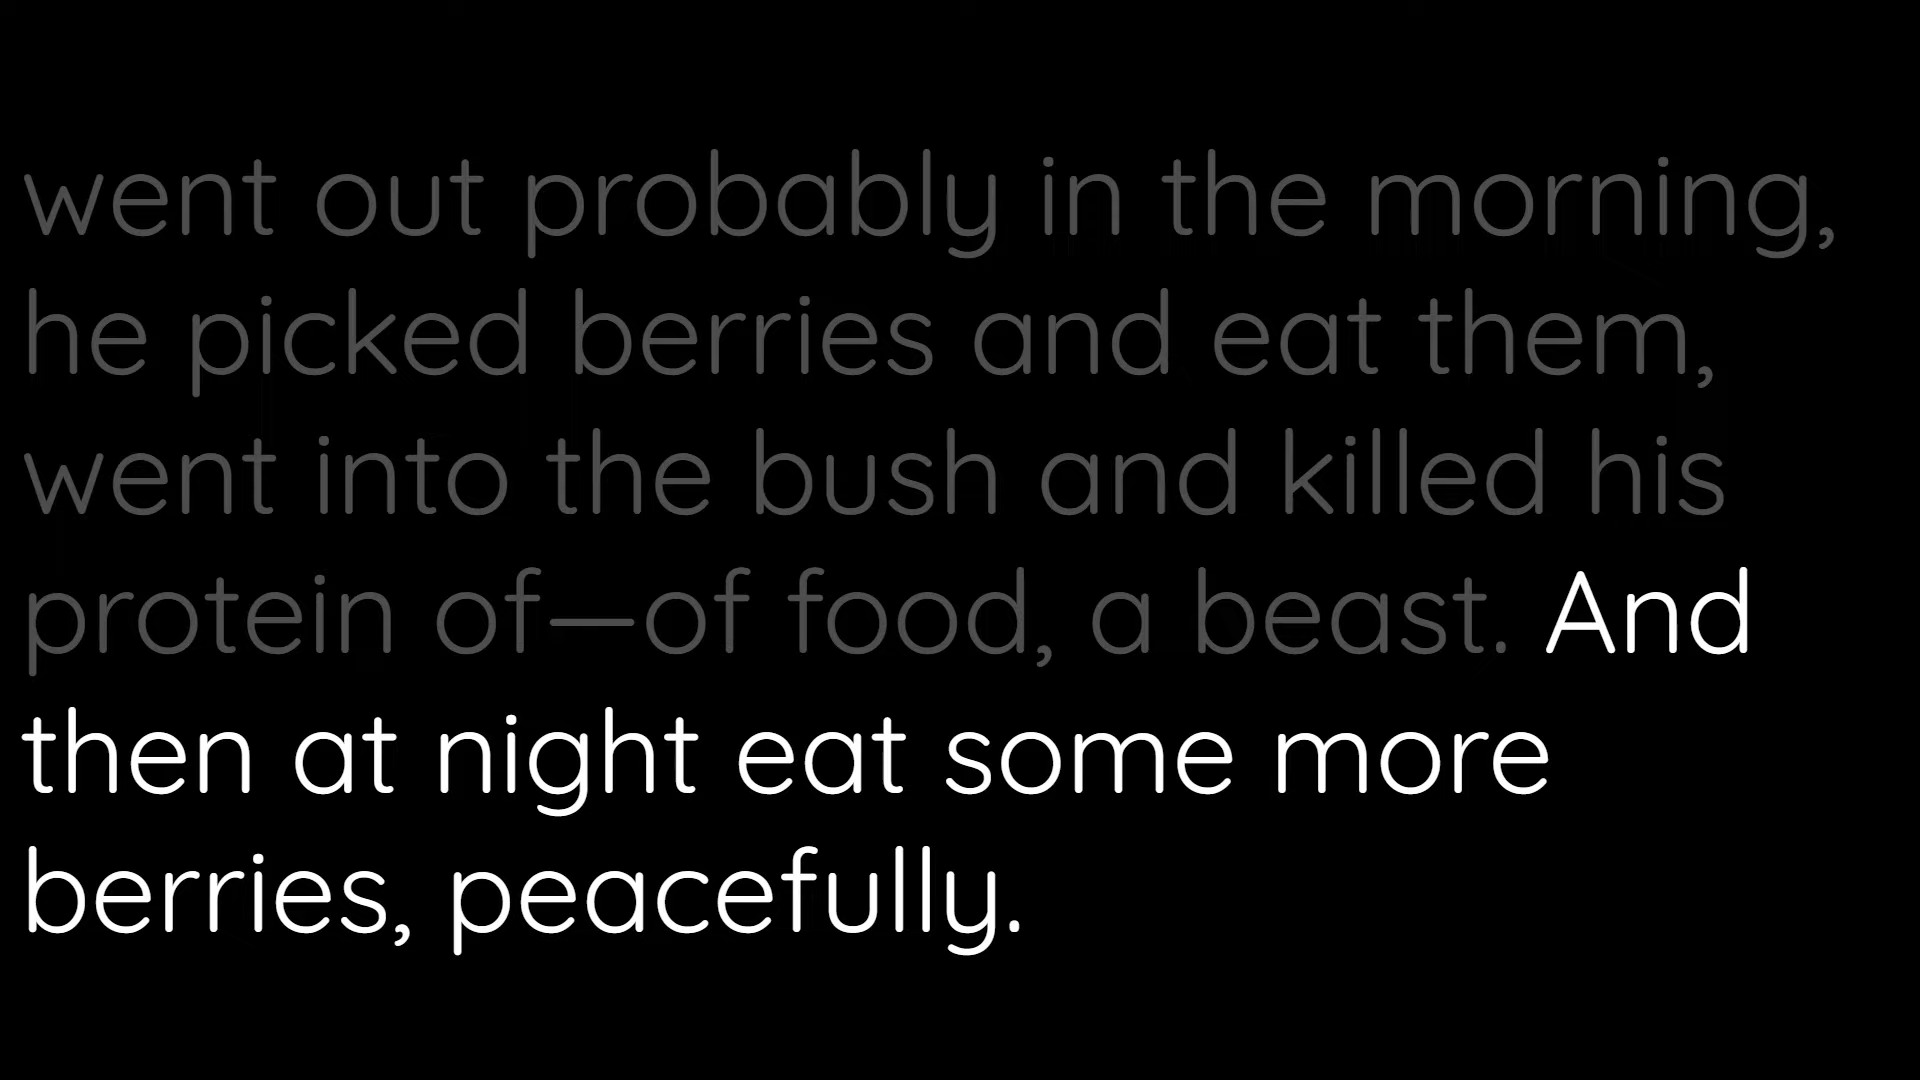 went out probably in the morning,
he picked berries and eat them,
went into the bush and killed his
protein of—of food, a beast. And
then at night eat some more
berries, peacefully.